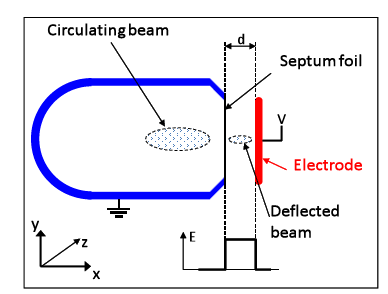 Circulating beam
d
Septum foil
V
Electrode
Deflected
beam
y
z
x
E